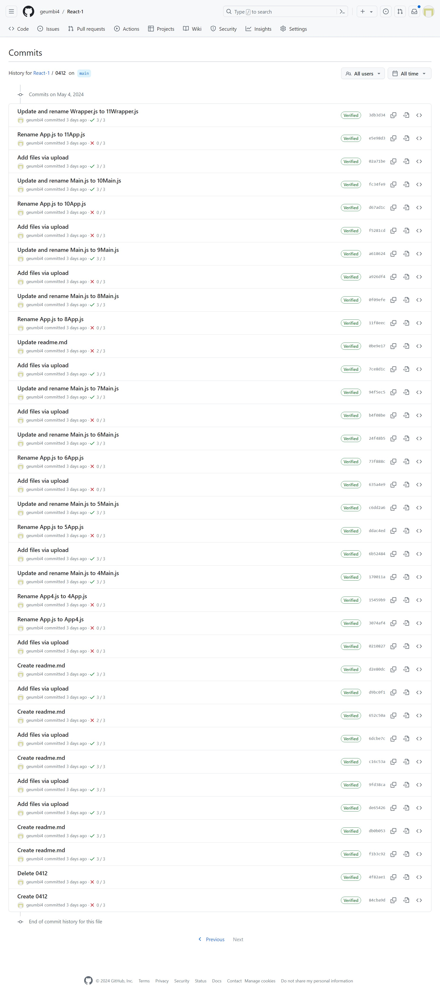 geumbi4 / React-1
Type / to search
Code Issues Pull requests Actions Projects Wiki Security Insights Settings
Commits
History for React-1 / 0412 on main
All users All time
Commits on May 4, 2024
Update and rename Wrapper.js to 11Wrapper.js
geumbi4 committed 3 days ago · 3 / 3
Verified 3db3d34
Rename App.js to 11App.js
geumbi4 committed 3 days ago · 0 / 3
Verified e5e98d3
Add files via upload
geumbi4 committed 3 days ago · 3 / 3
Verified 02a71be
Update and rename Main.js to 10Main.js
geumbi4 committed 3 days ago · 3 / 3
Verified fc34fe9
Rename App.js to 10App.js
geumbi4 committed 3 days ago · 0 / 3
Verified d67ad1c
Add files via upload
geumbi4 committed 3 days ago · 0 / 3
Verified f5281cd
Update and rename Main.js to 9Main.js
geumbi4 committed 3 days ago · 3 / 3
Verified a618624
Add files via upload
geumbi4 committed 3 days ago · 0 / 3
Verified a926df4
Update and rename Main.js to 8Main.js
geumbi4 committed 3 days ago · 3 / 3
Verified 0f09efe
Rename App.js to 8App.js
geumbi4 committed 3 days ago · 0 / 3
Verified 11f8eec
Update readme.md
geumbi4 committed 3 days ago · 2 / 3
Verified 0be9e17
Add files via upload
geumbi4 committed 3 days ago · 3 / 3
Verified 7ce8d1c
Update and rename Main.js to 7Main.js
geumbi4 committed 3 days ago · 3 / 3
Verified 94f5ec5
Add files via upload
geumbi4 committed 3 days ago · 0 / 3
Verified b4f08be
Update and rename Main.js to 6Main.js
geumbi4 committed 3 days ago · 3 / 3
Verified 24f48b5
Rename App.js to 6App.js
geumbi4 committed 3 days ago · 0 / 3
Verified 73f888c
Add files via upload
geumbi4 committed 3 days ago · 0 / 3
Verified 635a4e9
Update and rename Main.js to 5Main.js
geumbi4 committed 3 days ago · 3 / 3
Verified c6dd2a6
Rename App.js to 5App.js
geumbi4 committed 3 days ago · 0 / 3
Verified ddac4ed
Add files via upload
geumbi4 committed 3 days ago · 3 / 3
Verified 6b52484
Update and rename Main.js to 4Main.js
geumbi4 committed 3 days ago · 3 / 3
Verified 170011a
Rename App4.js to 4App.js
geumbi4 committed 3 days ago · 0 / 3
Verified 15459b9
Rename App.js to App4.js
geumbi4 committed 3 days ago · 0 / 3
Verified 3074af4
Add files via upload
geumbi4 committed 3 days ago · 0 / 3
Verified 0210827
Create readme.md
geumbi4 committed 3 days ago · 3 / 3
Verified d2e80dc
Add files via upload
geumbi4 committed 3 days ago · 3 / 3
Verified d9bc0f1
Create readme.md
geumbi4 committed 3 days ago · 2 / 3
Verified 652c50a
Add files via upload
geumbi4 committed 3 days ago · 3 / 3
Verified 6dcbe7c
Create readme.md
geumbi4 committed 3 days ago · 3 / 3
Verified c16c53a
Add files via upload
geumbi4 committed 3 days ago · 3 / 3
Verified 9fd38ca
Add files via upload
geumbi4 committed 3 days ago · 3 / 3
Verified de65426
Create readme.md
geumbi4 committed 3 days ago · 3 / 3
Verified db0b053
Create readme.md
geumbi4 committed 3 days ago · 3 / 3
Verified f1b3c92
Delete 0412
geumbi4 committed 3 days ago · 0 / 3
Verified 4f82ae1
Create 0412
geumbi4 committed 3 days ago · 0 / 3
Verified 84cba9d
End of commit history for this file
Previous Next
© 2024 GitHub, Inc. Terms Privacy Security Status Docs Contact Manage cookies Do not share my personal information